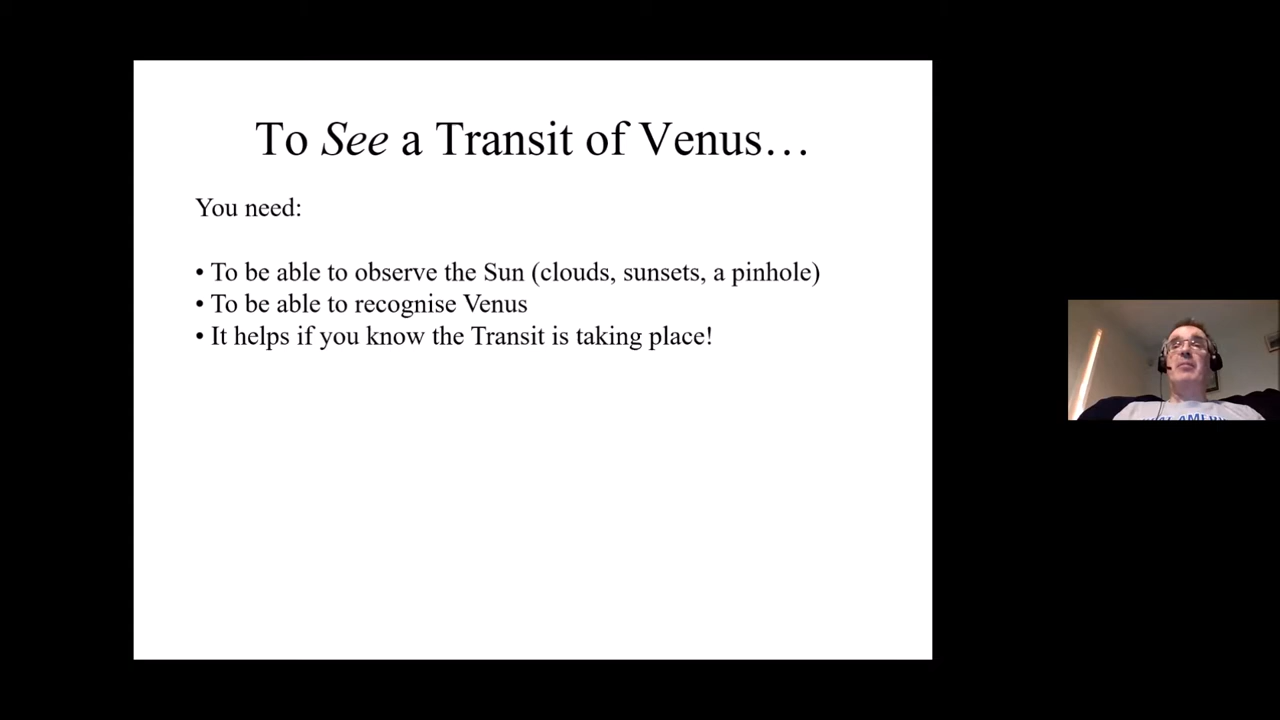 To See a Transit of Venus…
You need:
• To be able to observe the Sun (clouds, sunsets, a pinhole)
• To be able to recognise Venus
• It helps if you know the Transit is taking place!